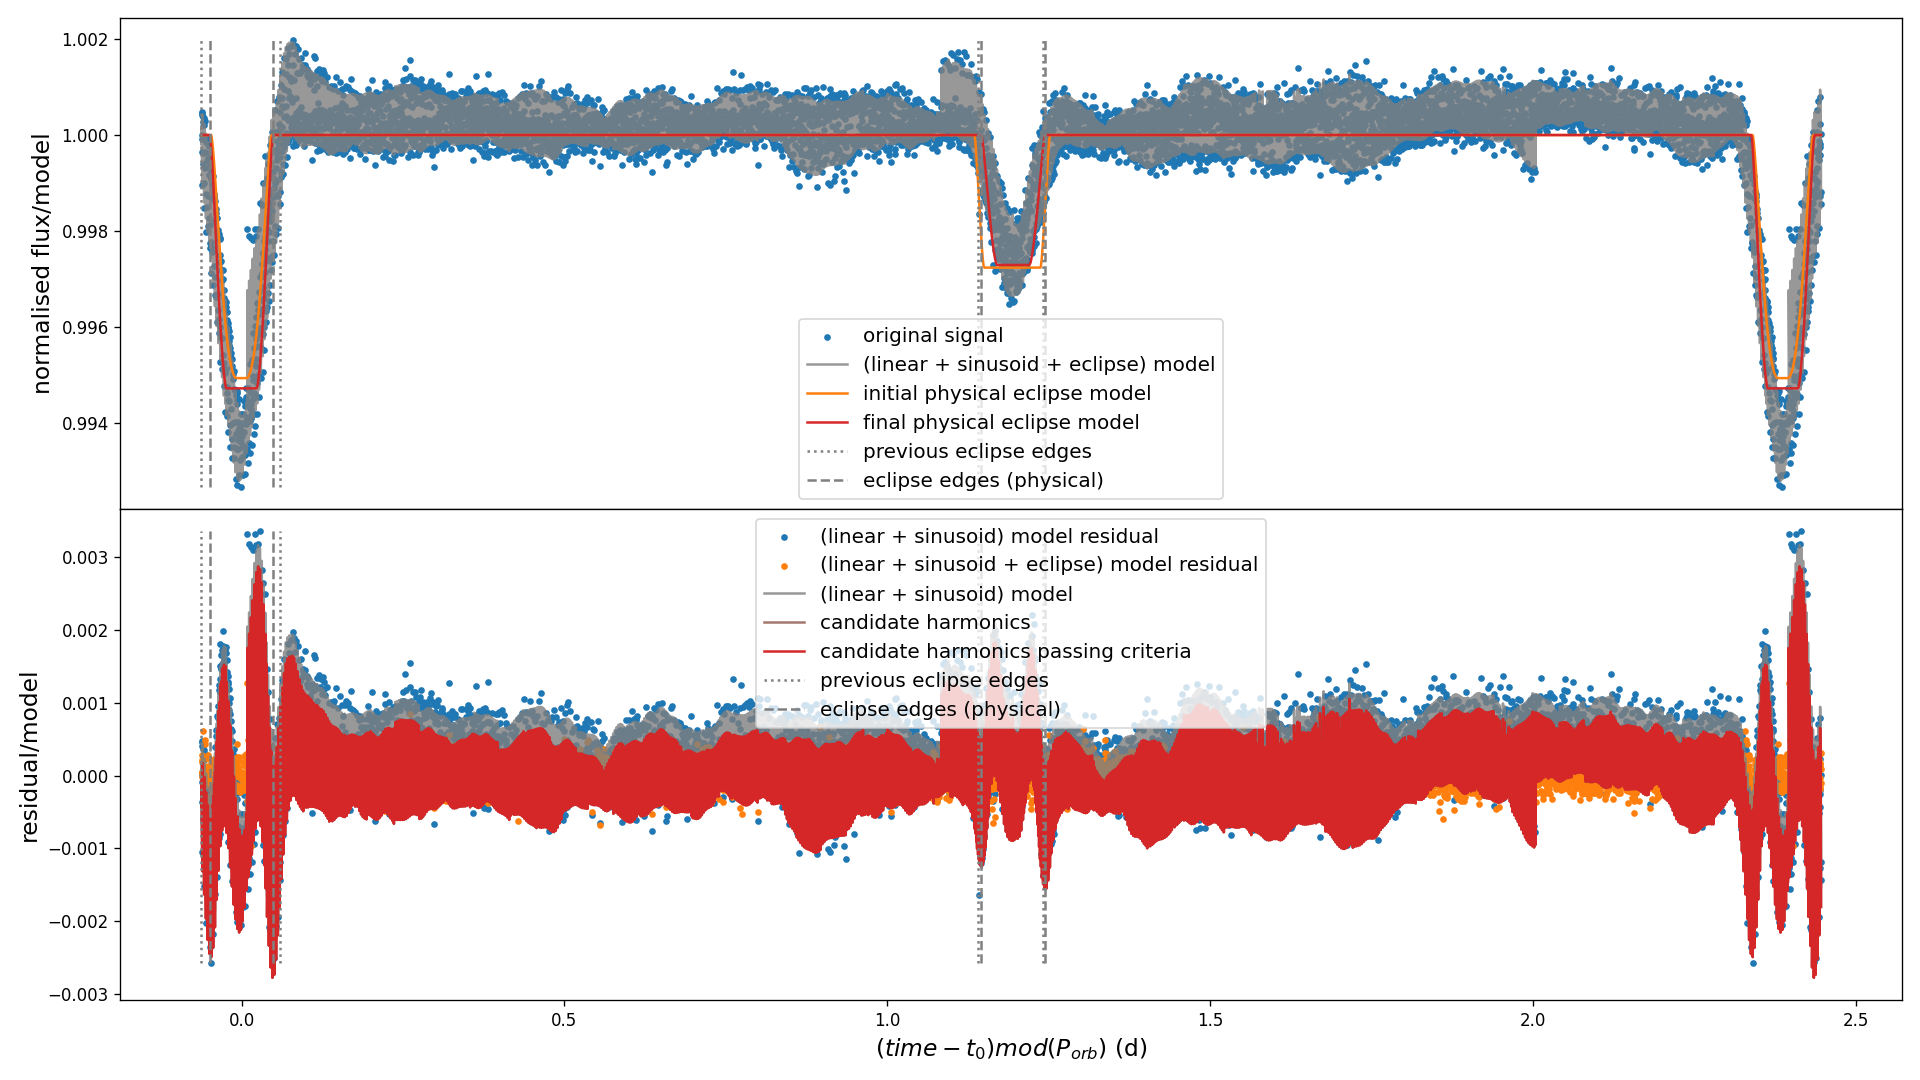 1.002
1.000
0.998
0.996
0.994
normalised flux/model
original signal
(linear + sinusoid + eclipse) model
initial physical eclipse model
final physical eclipse model
previous eclipse edges
eclipse edges (physical)
0.003
0.002
0.001
0.000
−0.001
−0.002
−0.003
residual/model
(linear + sinusoid) model residual
(linear + sinusoid + eclipse) model residual
(linear + sinusoid) model
candidate harmonics
candidate harmonics passing criteria
previous eclipse edges
eclipse edges (physical)
0.0 0.5 1.0 1.5 2.0 2.5
(time − t₀)mod(P_orb) (d)